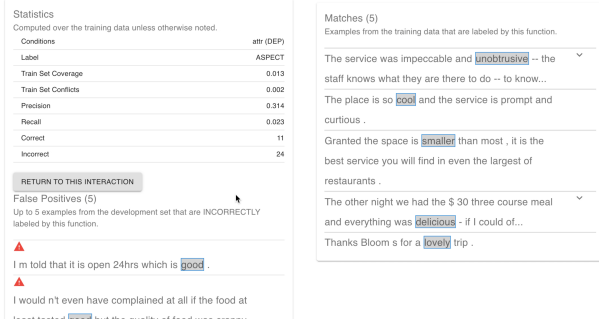 Statistics
Computed over the training data unless otherwise noted.
Conditions attr (DEP)
Label ASPECT
Train Set Coverage 0.013
Train Set Conflicts 0.002
Precision 0.314
Recall 0.023
Correct 11
Incorrect 24
RETURN TO THIS INTERACTION
False Positives (5)
Up to 5 examples from the development set that are INCORRECTLY
labeled by this function.
I m told that it is open 24hrs which is good .
I would n't even have complained at all if the food at
Matches (5)
Examples from the training data that are labeled by this function.
The service was impeccable and unobtrusive -- the
staff knows what they are there to do -- to know...
The place is so cool and the service is prompt and
curtious .
Granted the space is smaller than most , it is the
best service you will find in even the largest of
restaurants .
The other night we had the $ 30 three course meal
and everything was delicious - if I could of...
Thanks Bloom s for a lovely trip .